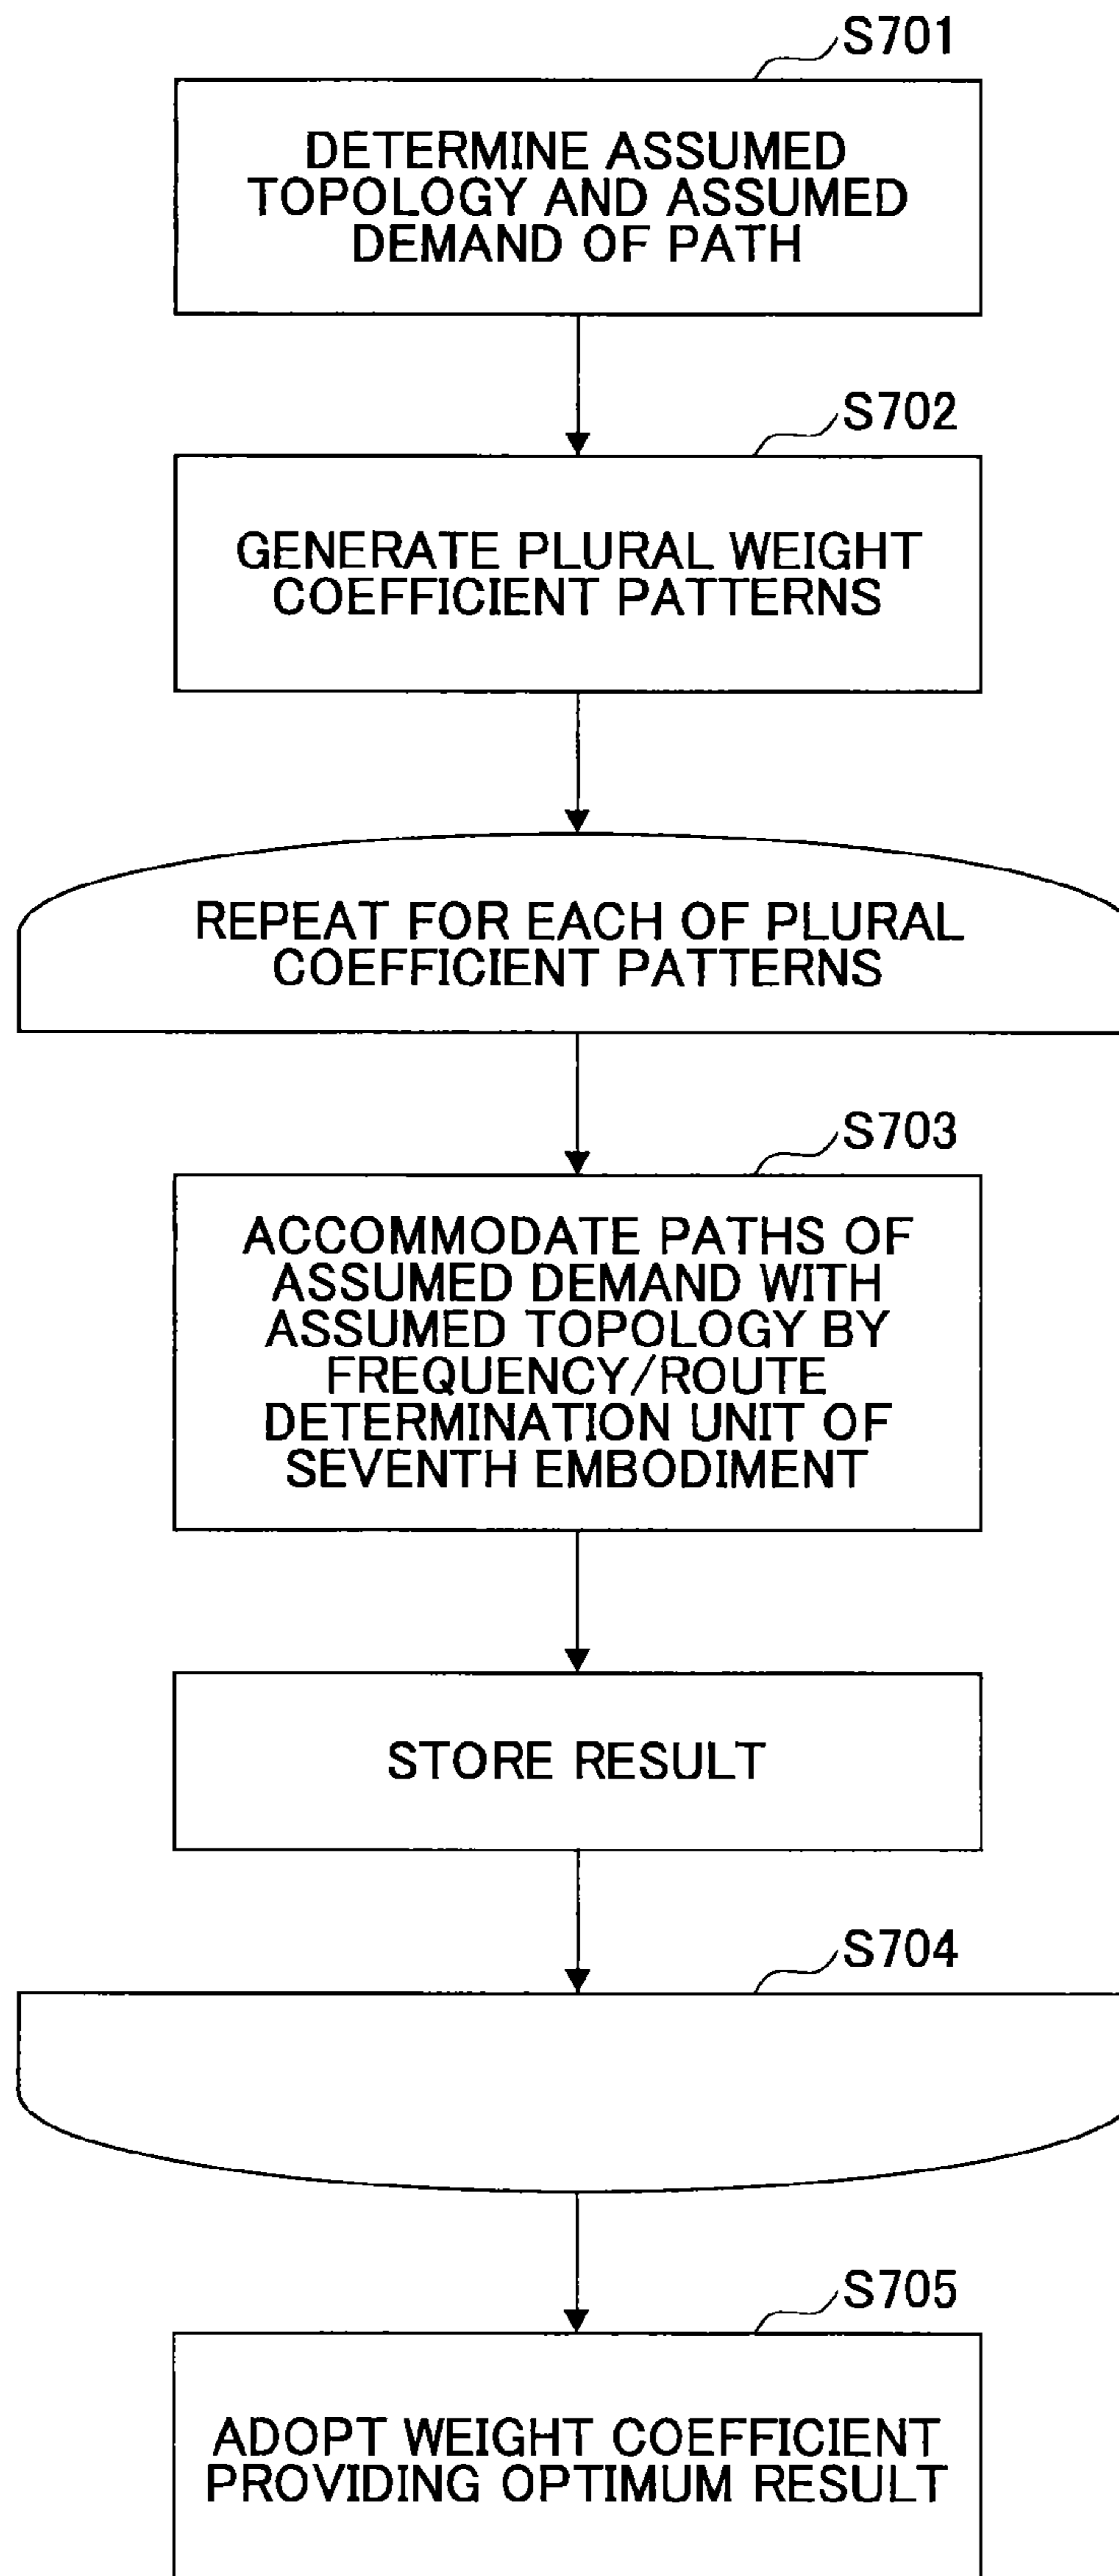 S701
DETERMINE ASSUMED
TOPOLOGY AND ASSUMED
DEMAND OF PATH
S702
GENERATE PLURAL WEIGHT
COEFFICIENT PATTERNS
REPEAT FOR EACH OF PLURAL
COEFFICIENT PATTERNS
S703
ACCOMMODATE PATHS OF
ASSUMED DEMAND WITH
ASSUMED TOPOLOGY BY
FREQUENCY/ROUTE
DETERMINATION UNIT OF
SEVENTH EMBODIMENT
STORE RESULT
S704
S705
ADOPT WEIGHT COEFFICIENT
PROVIDING OPTIMUM RESULT